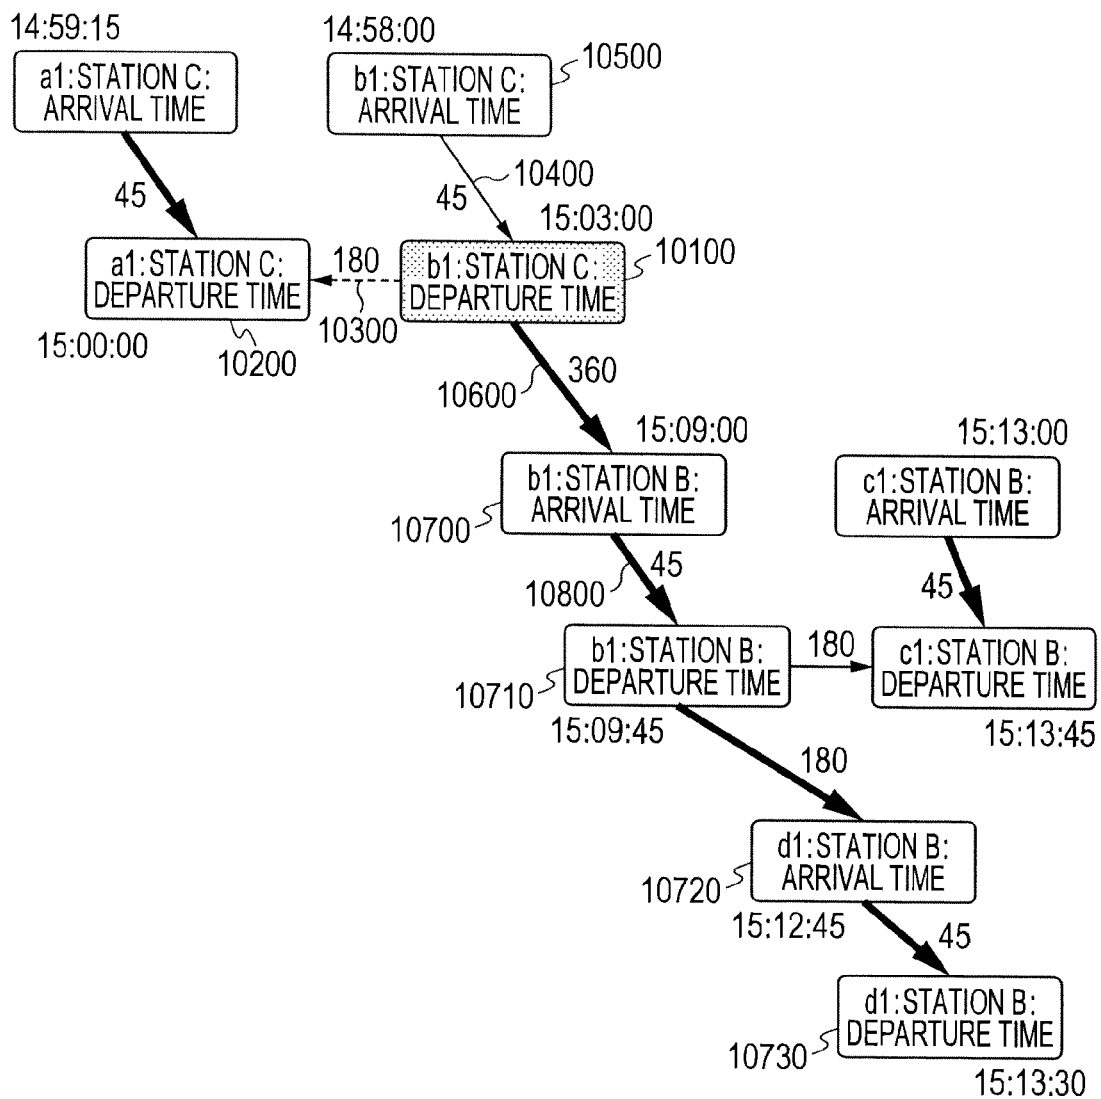 14:59:15
14:58:00
a1:STATION C:
ARRIVAL TIME
b1:STATION C:
ARRIVAL TIME
10500
45
10400
45
15:03:00
a1:STATION C:
DEPARTURE TIME
180
b1:STATION C:
DEPARTURE TIME
10100
10300
15:00:00
10200
360
10600
15:09:00
15:13:00
b1:STATION B:
ARRIVAL TIME
c1:STATION B:
ARRIVAL TIME
10700
45
10800
45
b1:STATION B:
DEPARTURE TIME
180
c1:STATION B:
DEPARTURE TIME
10710
15:09:45
15:13:45
180
d1:STATION B:
ARRIVAL TIME
10720
15:12:45
45
d1:STATION B:
DEPARTURE TIME
10730
15:13:30